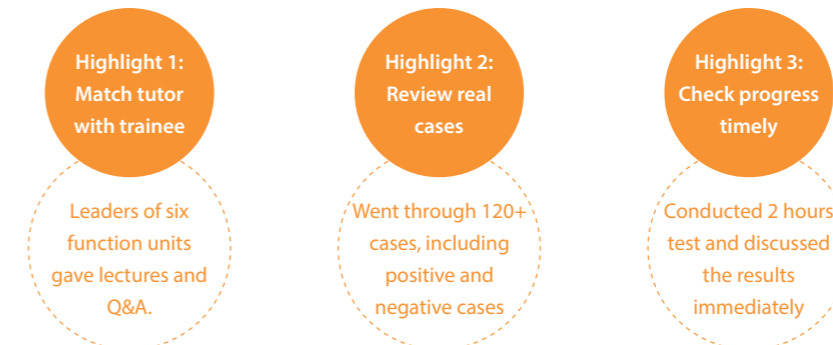 Highlight 1:
Match tutor
with trainee
Leaders of six
function units
gave lectures and
Q&A.
Highlight 2:
Review real
cases
Went through 120+
cases, including
positive and
negative cases
Highlight 3:
Check progress
timely
Conducted 2 hours
test and discussed
the results
immediately